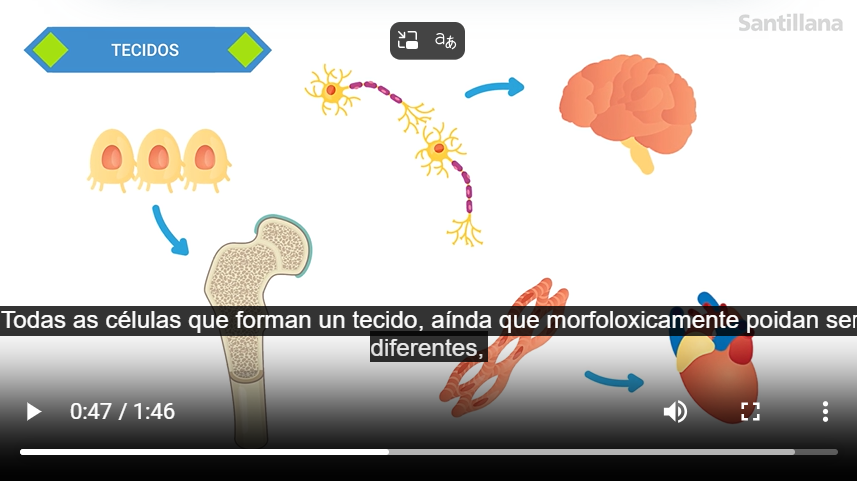 Santillana
TECIDOS
Todas as células que forman un tecido, aínda que morfoloxicamente poidan ser
diferentes,
0:47 / 1:46